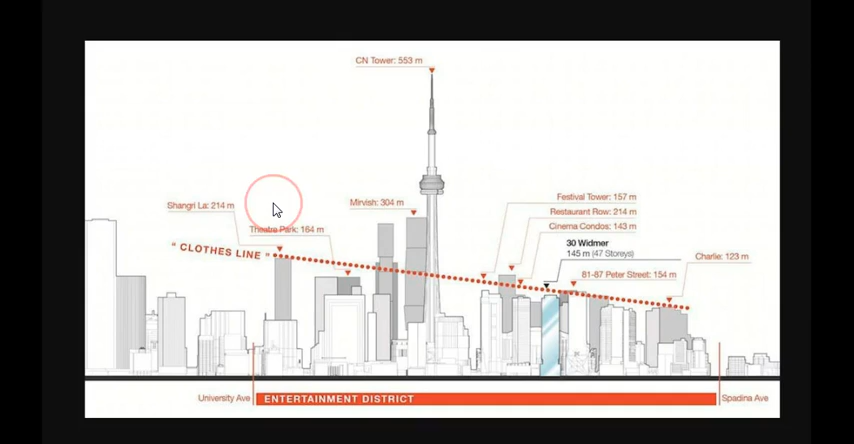 CN Tower: 553 m
Festival Tower: 157 m
Shangri La: 214 m
Mirvish: 304 m
Restaurant Row: 214 m
Theatre Park: 164 m
Cinema Condos: 143 m
30 Widmer
145 m (47 Storeys)
" CLOTHES LINE "
Charlie: 123 m
81-87 Peter Street: 154 m
University Ave
ENTERTAINMENT DISTRICT
Spadina Ave